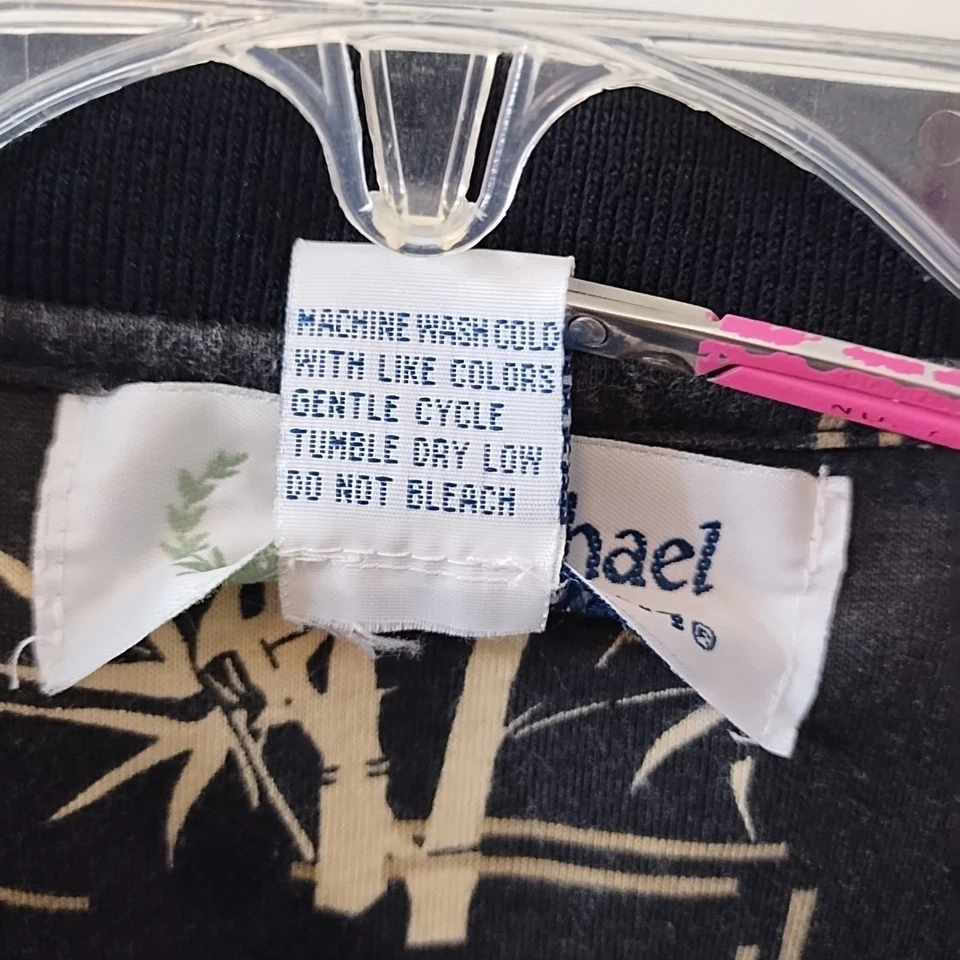 MACHINE WASH COLD
WITH LIKE COLORS
GENTLE CYCLE
TUMBLE DRY LOW
DO NOT BLEACH
hael
®